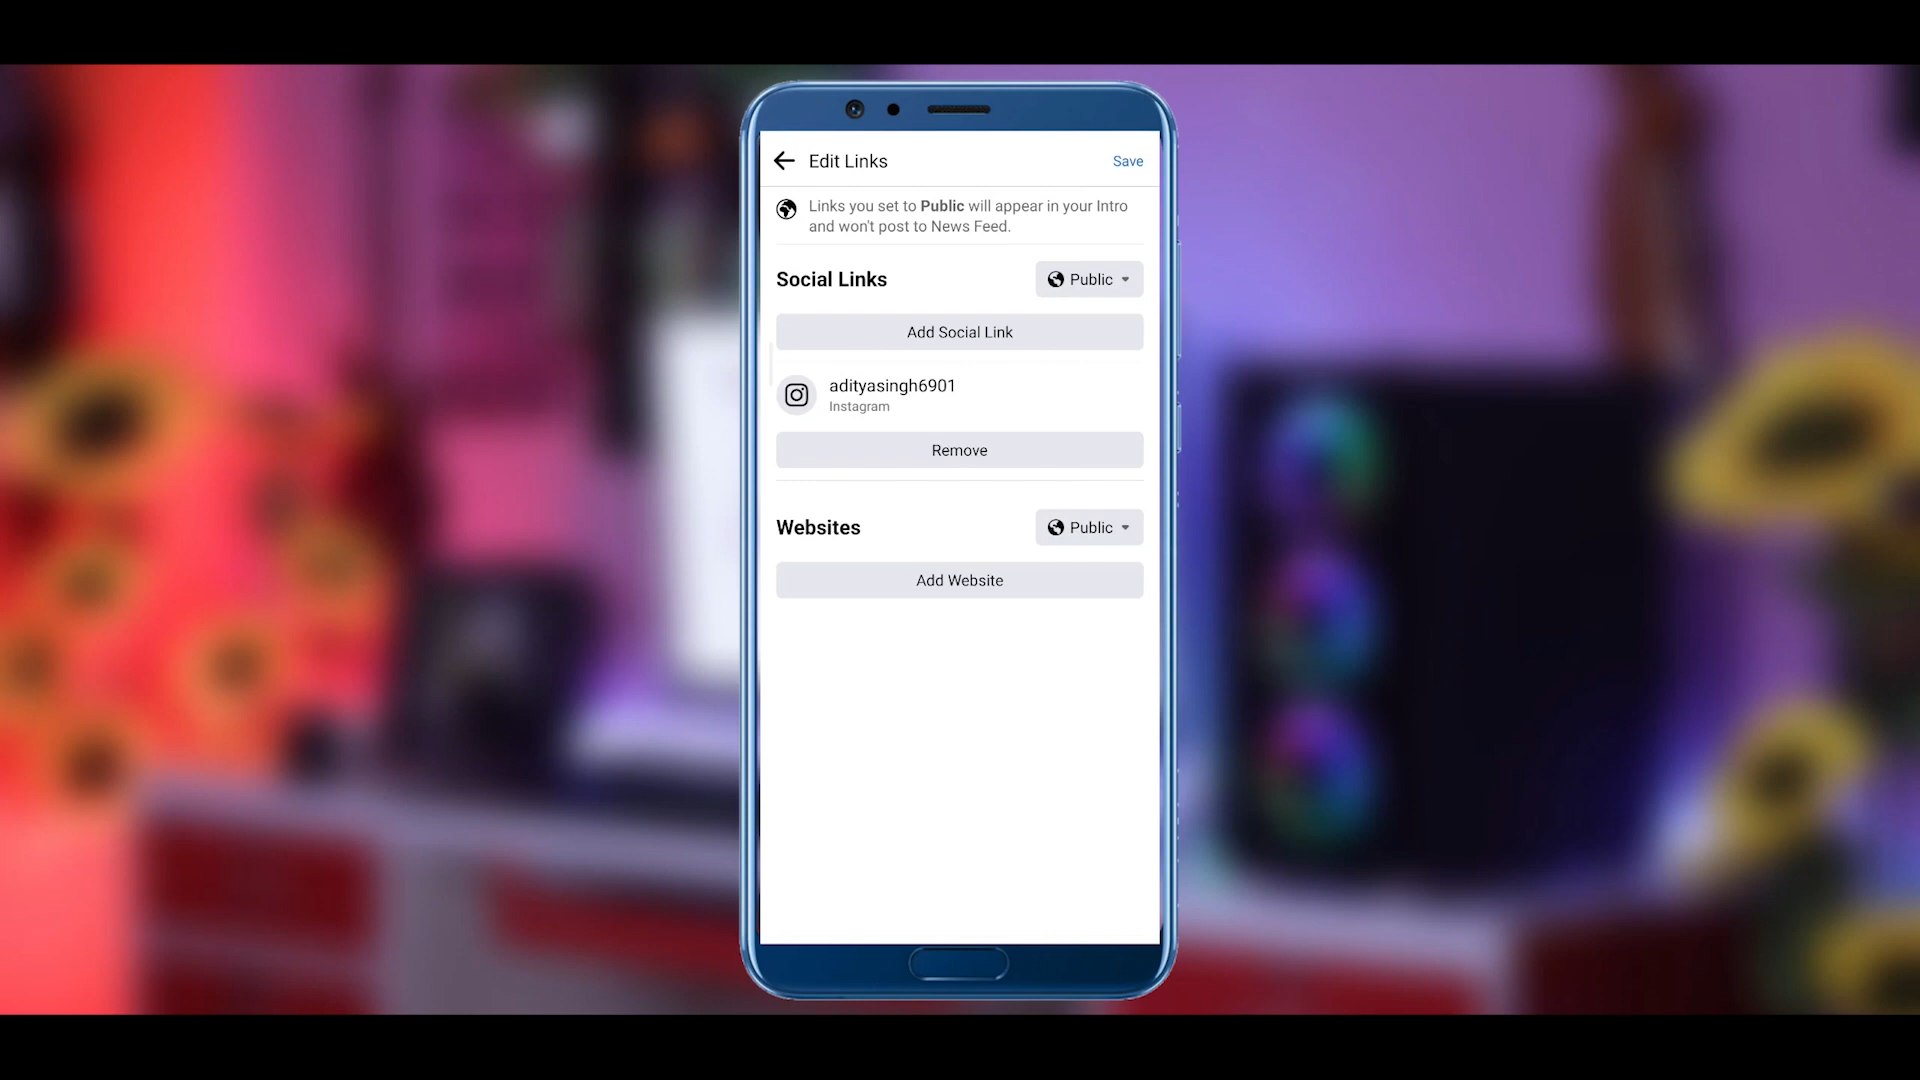 Edit Links
Save
Links you set to Public will appear in your Intro
and won't post to News Feed.
Social Links
Public
Add Social Link
adityasingh6901
Instagram
Remove
Websites
Public
Add Website